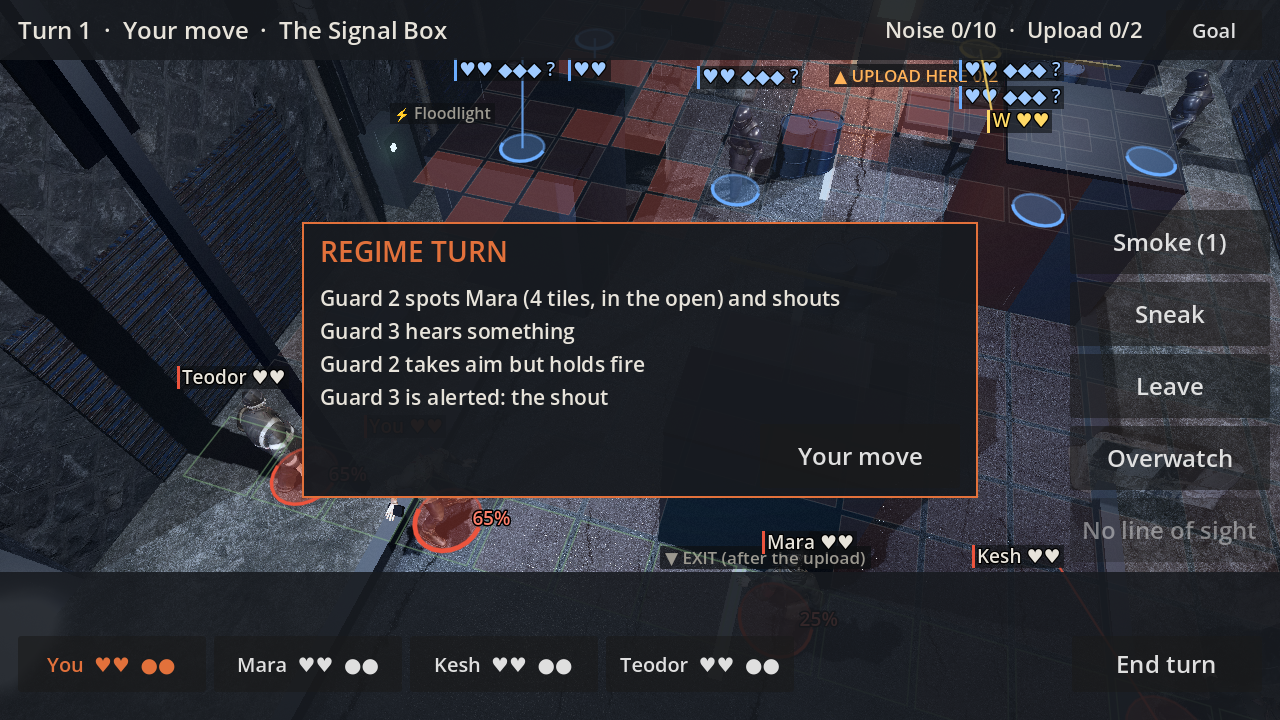 Turn 1 · Your move · The Signal Box
Noise 0/10 · Upload 0/2
Goal
♥♥ ◆◆◆ ?
♥♥
♥♥ ◆◆◆ ?
▲ UPLOAD HERE 0/2
♥♥ ◆◆◆ ?
♥♥ ◆◆◆ ?
W ♥♥
⚡ Floodlight
REGIME TURN
Guard 2 spots Mara (4 tiles, in the open) and shouts
Guard 3 hears something
Guard 2 takes aim but holds fire
Guard 3 is alerted: the shout
Your move
Smoke (1)
Sneak
Leave
Overwatch
No line of sight
Teodor ♥♥
You ♥♥
65%
65%
Mara ♥♥
▼ EXIT (after the upload)
Kesh ♥♥
25%
You ♥♥ ●●
Mara ♥♥ ●●
Kesh ♥♥ ●●
Teodor ♥♥ ●●
End turn